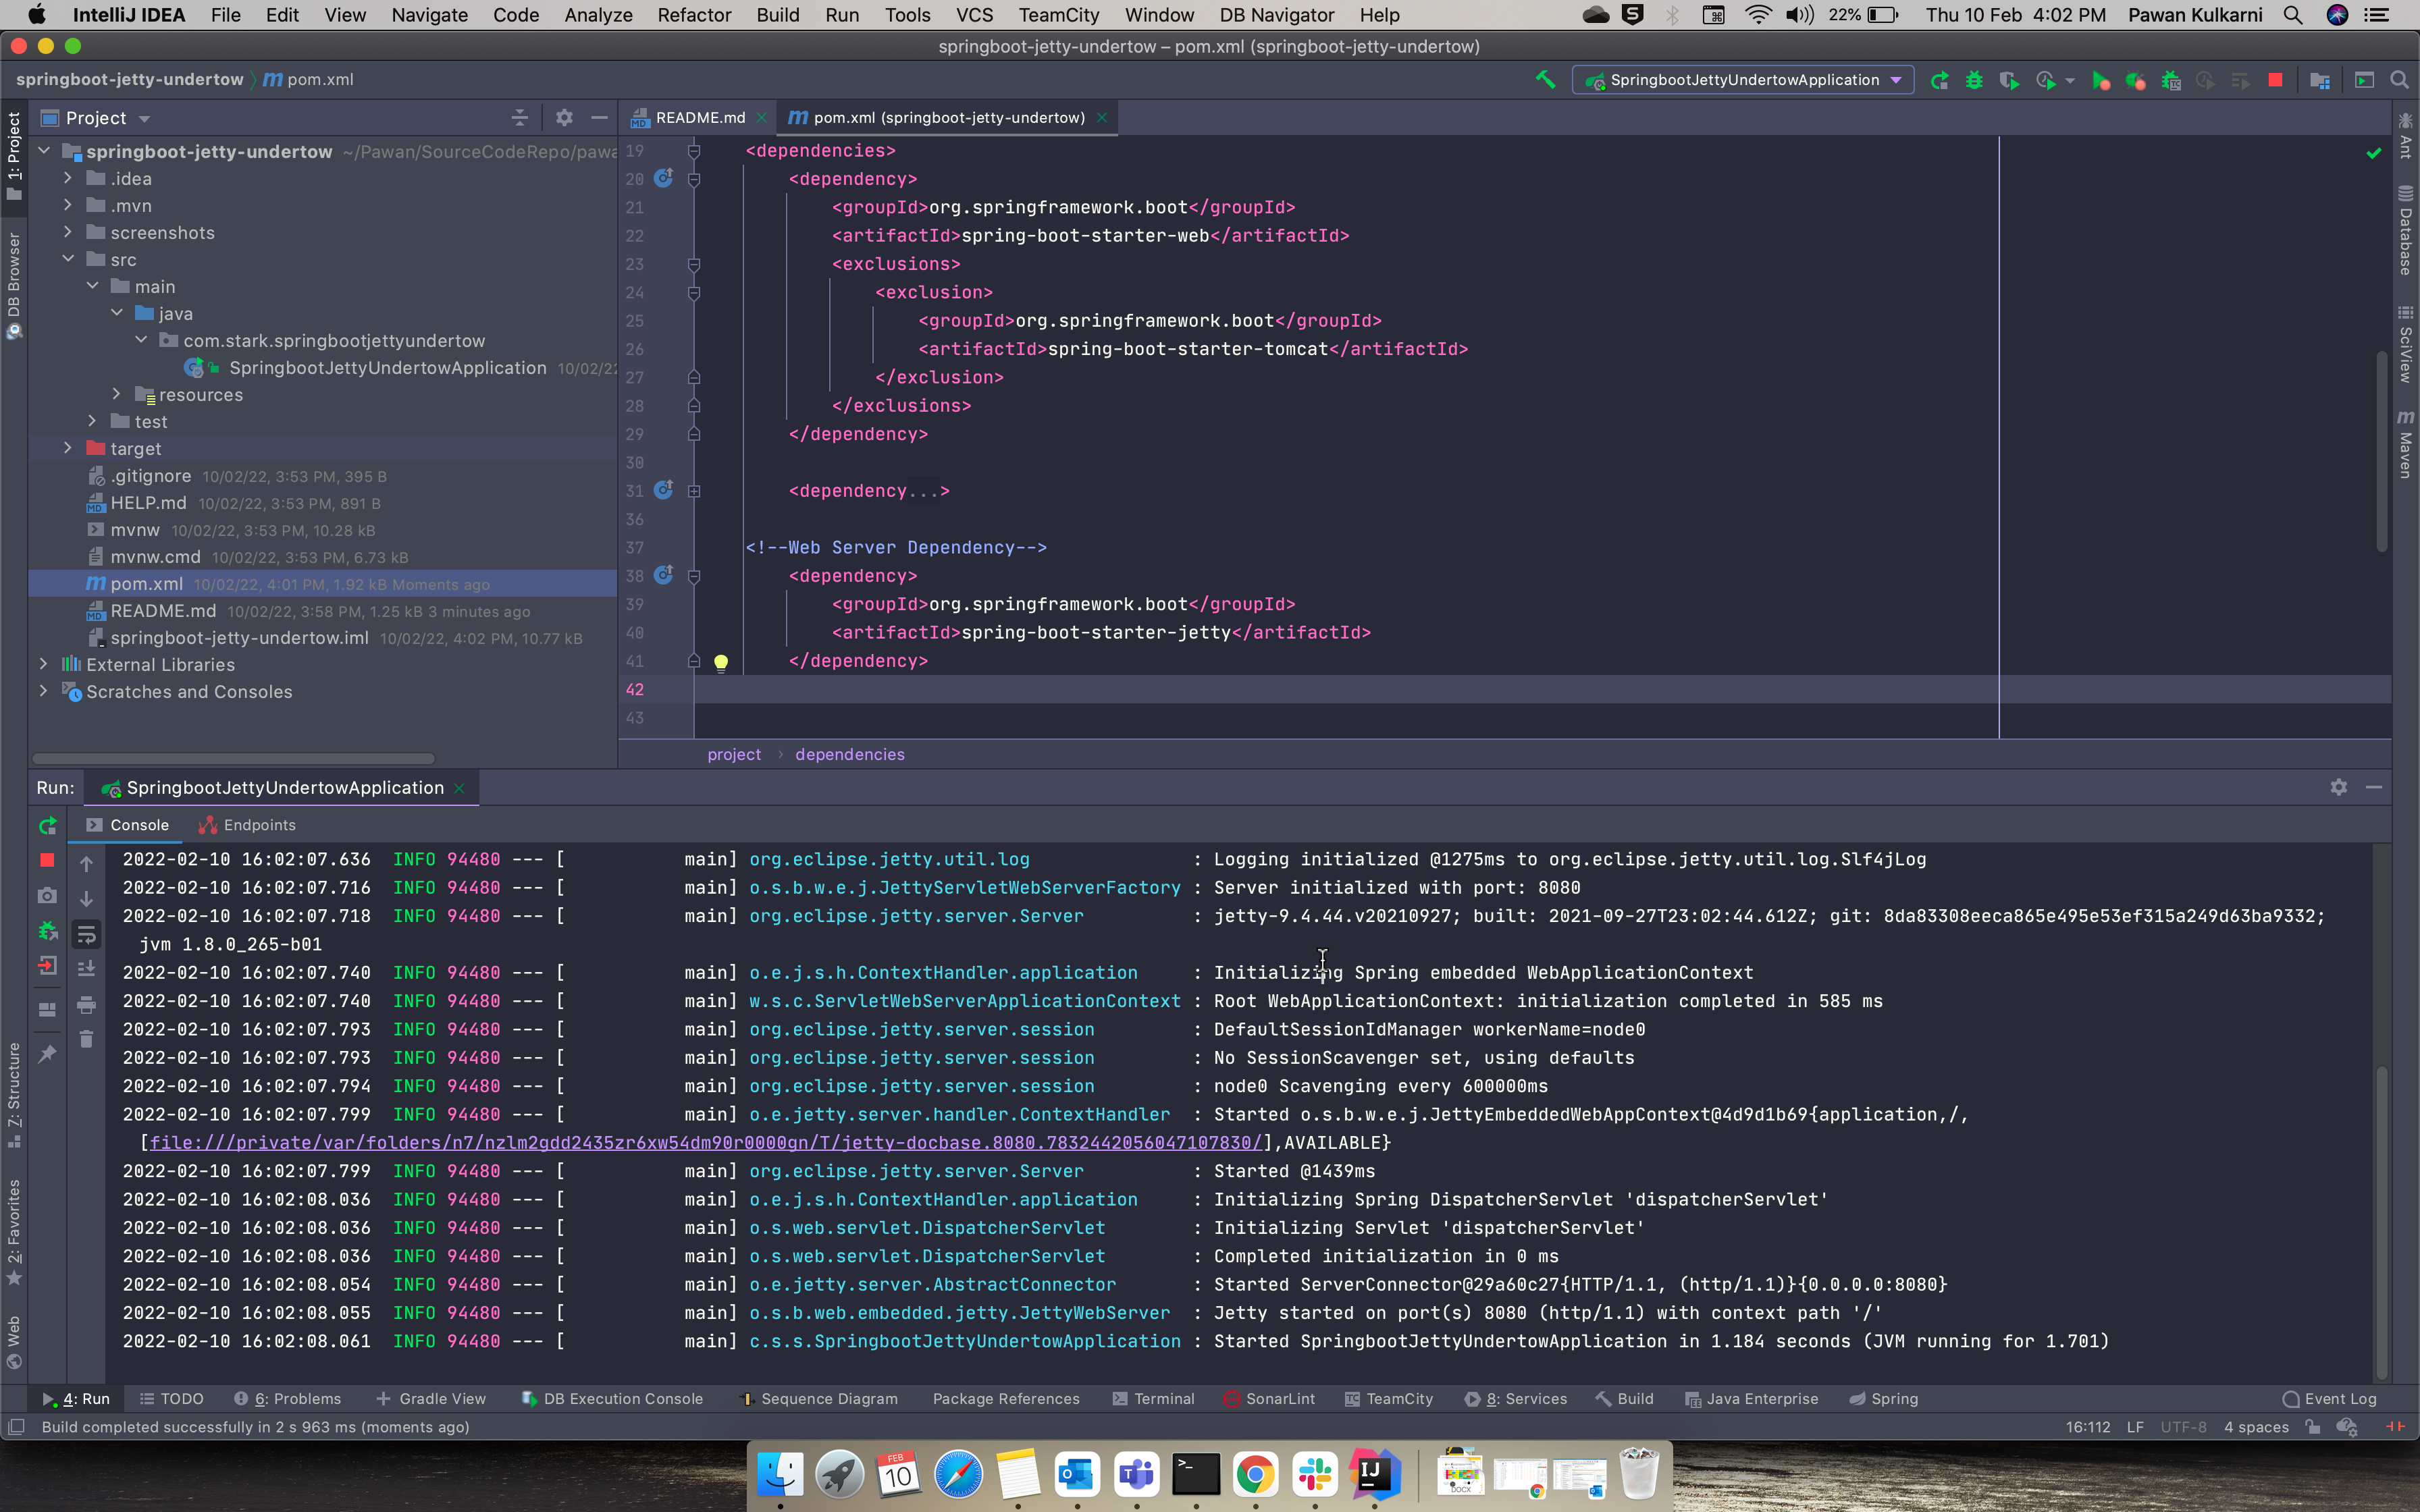 IntelliJ IDEA File Edit View Navigate Code Analyze Refactor Build Run Tools VCS TeamCity Window DB Navigator Help 22% Thu 10 Feb 4:02 PM Pawan Kulkarni
springboot-jetty-undertow – pom.xml (springboot-jetty-undertow)
springboot-jetty-undertow pom.xml SpringbootJettyUndertowApplication
1: Project
DB Browser
Z: Structure
2: Favorites
Web
Project
springboot-jetty-undertow ~/Pawan/SourceCodeRepo/pawa
.idea
.mvn
screenshots
src
main
java
com.stark.springbootjettyundertow
SpringbootJettyUndertowApplication 10/02/22
resources
test
target
.gitignore 10/02/22, 3:53 PM, 395 B
HELP.md 10/02/22, 3:53 PM, 891 B
mvnw 10/02/22, 3:53 PM, 10.28 kB
mvnw.cmd 10/02/22, 3:53 PM, 6.73 kB
pom.xml 10/02/22, 4:01 PM, 1.92 kB Moments ago
README.md 10/02/22, 3:58 PM, 1.25 kB 3 minutes ago
springboot-jetty-undertow.iml 10/02/22, 4:02 PM, 10.77 kB
External Libraries
Scratches and Consoles
README.md pom.xml (springboot-jetty-undertow)
19 <dependencies>
20 <dependency>
21 <groupId>org.springframework.boot</groupId>
22 <artifactId>spring-boot-starter-web</artifactId>
23 <exclusions>
24 <exclusion>
25 <groupId>org.springframework.boot</groupId>
26 <artifactId>spring-boot-starter-tomcat</artifactId>
27 </exclusion>
28 </exclusions>
29 </dependency>
30
31 <dependency...>
36
37 <!--Web Server Dependency-->
38 <dependency>
39 <groupId>org.springframework.boot</groupId>
40 <artifactId>spring-boot-starter-jetty</artifactId>
41 </dependency>
42
43
project › dependencies
Ant
Database
SciView
Maven
Run: SpringbootJettyUndertowApplication
Console Endpoints
2022-02-10 16:02:07.636 INFO 94480 --- [ main] org.eclipse.jetty.util.log : Logging initialized @1275ms to org.eclipse.jetty.util.log.Slf4jLog
2022-02-10 16:02:07.716 INFO 94480 --- [ main] o.s.b.w.e.j.JettyServletWebServerFactory : Server initialized with port: 8080
2022-02-10 16:02:07.718 INFO 94480 --- [ main] org.eclipse.jetty.server.Server : jetty-9.4.44.v20210927; built: 2021-09-27T23:02:44.612Z; git: 8da83308eeca865e495e53ef315a249d63ba9332;
jvm 1.8.0_265-b01
2022-02-10 16:02:07.740 INFO 94480 --- [ main] o.e.j.s.h.ContextHandler.application : Initializing Spring embedded WebApplicationContext
2022-02-10 16:02:07.740 INFO 94480 --- [ main] w.s.c.ServletWebServerApplicationContext : Root WebApplicationContext: initialization completed in 585 ms
2022-02-10 16:02:07.793 INFO 94480 --- [ main] org.eclipse.jetty.server.session : DefaultSessionIdManager workerName=node0
2022-02-10 16:02:07.793 INFO 94480 --- [ main] org.eclipse.jetty.server.session : No SessionScavenger set, using defaults
2022-02-10 16:02:07.794 INFO 94480 --- [ main] org.eclipse.jetty.server.session : node0 Scavenging every 600000ms
2022-02-10 16:02:07.799 INFO 94480 --- [ main] o.e.jetty.server.handler.ContextHandler : Started o.s.b.w.e.j.JettyEmbeddedWebAppContext@4d9d1b69{application,/,
[file:///private/var/folders/n7/nzlm2gdd2435zr6xw54dm90r0000gn/T/jetty-docbase.8080.7832442056047107830/],AVAILABLE}
2022-02-10 16:02:07.799 INFO 94480 --- [ main] org.eclipse.jetty.server.Server : Started @1439ms
2022-02-10 16:02:08.036 INFO 94480 --- [ main] o.e.j.s.h.ContextHandler.application : Initializing Spring DispatcherServlet 'dispatcherServlet'
2022-02-10 16:02:08.036 INFO 94480 --- [ main] o.s.web.servlet.DispatcherServlet : Initializing Servlet 'dispatcherServlet'
2022-02-10 16:02:08.036 INFO 94480 --- [ main] o.s.web.servlet.DispatcherServlet : Completed initialization in 0 ms
2022-02-10 16:02:08.054 INFO 94480 --- [ main] o.e.jetty.server.AbstractConnector : Started ServerConnector@29a60c27{HTTP/1.1, (http/1.1)}{0.0.0.0:8080}
2022-02-10 16:02:08.055 INFO 94480 --- [ main] o.s.b.web.embedded.jetty.JettyWebServer : Jetty started on port(s) 8080 (http/1.1) with context path '/'
2022-02-10 16:02:08.061 INFO 94480 --- [ main] c.s.s.SpringbootJettyUndertowApplication : Started SpringbootJettyUndertowApplication in 1.184 seconds (JVM running for 1.701)
4: Run TODO 6: Problems Gradle View DB Execution Console Sequence Diagram Package References Terminal SonarLint TeamCity 8: Services Build Java Enterprise Spring Event Log
Build completed successfully in 2 s 963 ms (moments ago) 16:112 LF UTF-8 4 spaces
FEB
10
IJ
DOCX